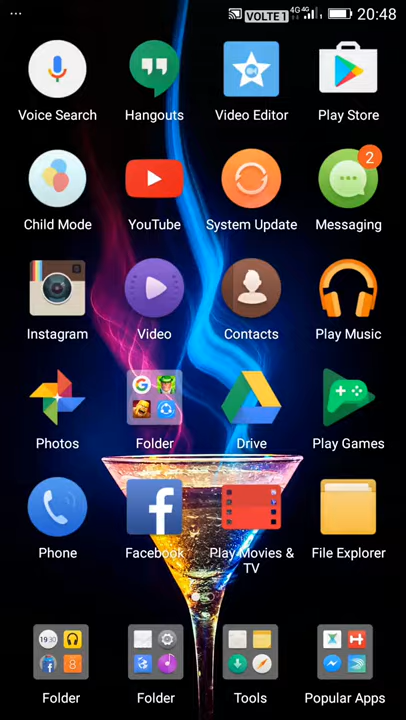 ... VOLTE 1 4G 4G 20:48
Voice Search Hangouts Video Editor Play Store
2
Child Mode YouTube System Update Messaging
Instagram Video Contacts Play Music
Photos Folder Drive Play Games
Phone Facebook Play Movies & TV File Explorer
19:30
8
Folder Folder Tools Popular Apps